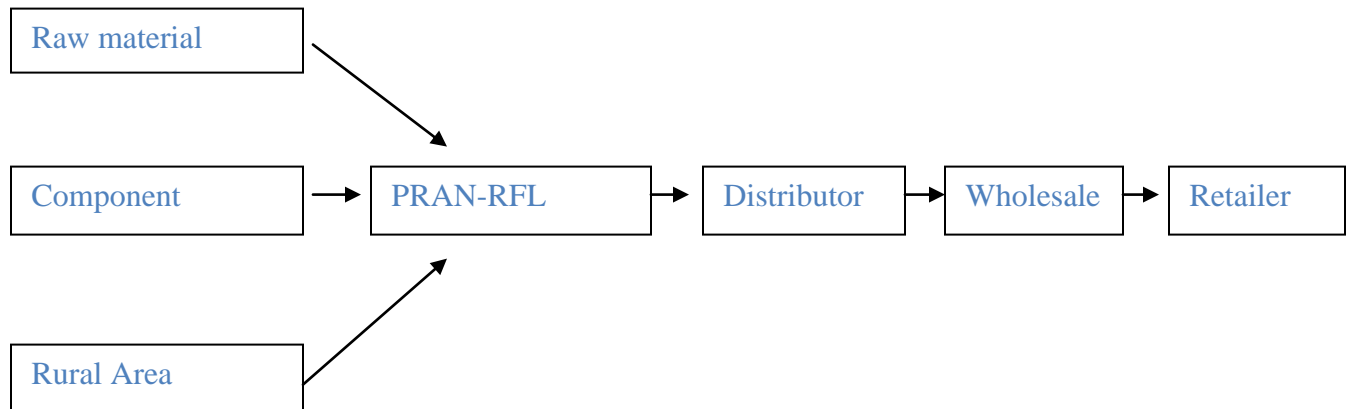 Raw material
Component
PRAN-RFL
Distributor
Wholesale
Retailer
Rural Area